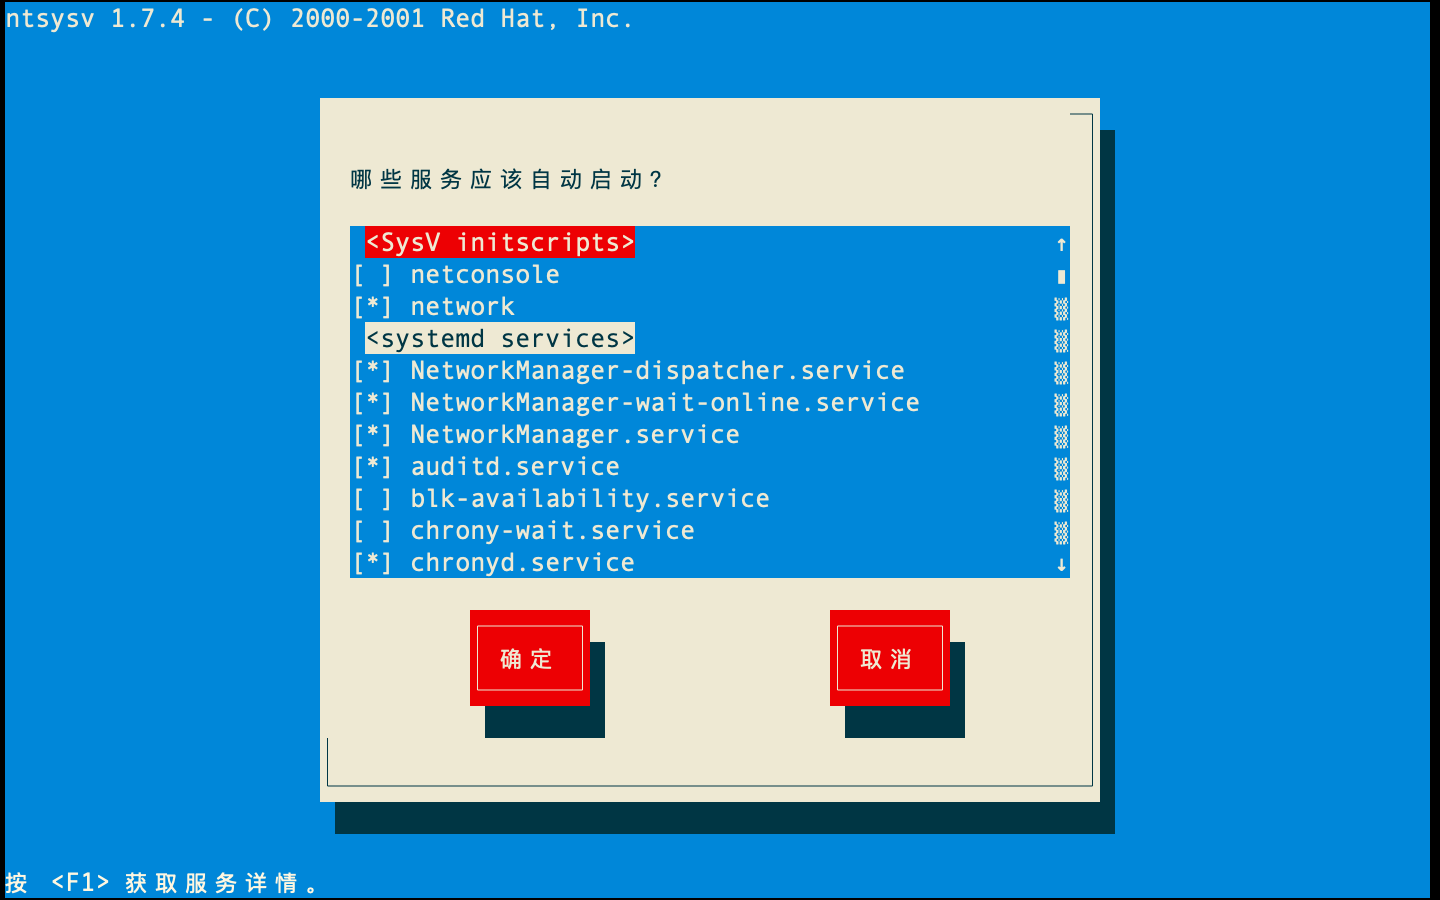 ntsysv 1.7.4 - (C) 2000-2001 Red Hat, Inc.
哪些服务应该自动启动?
<SysV initscripts>
[ ] netconsole
[*] network
<systemd services>
[*] NetworkManager-dispatcher.service
[*] NetworkManager-wait-online.service
[*] NetworkManager.service
[*] auditd.service
[ ] blk-availability.service
[ ] chrony-wait.service
[*] chronyd.service
确定 取消
按 <F1> 获取服务详情。